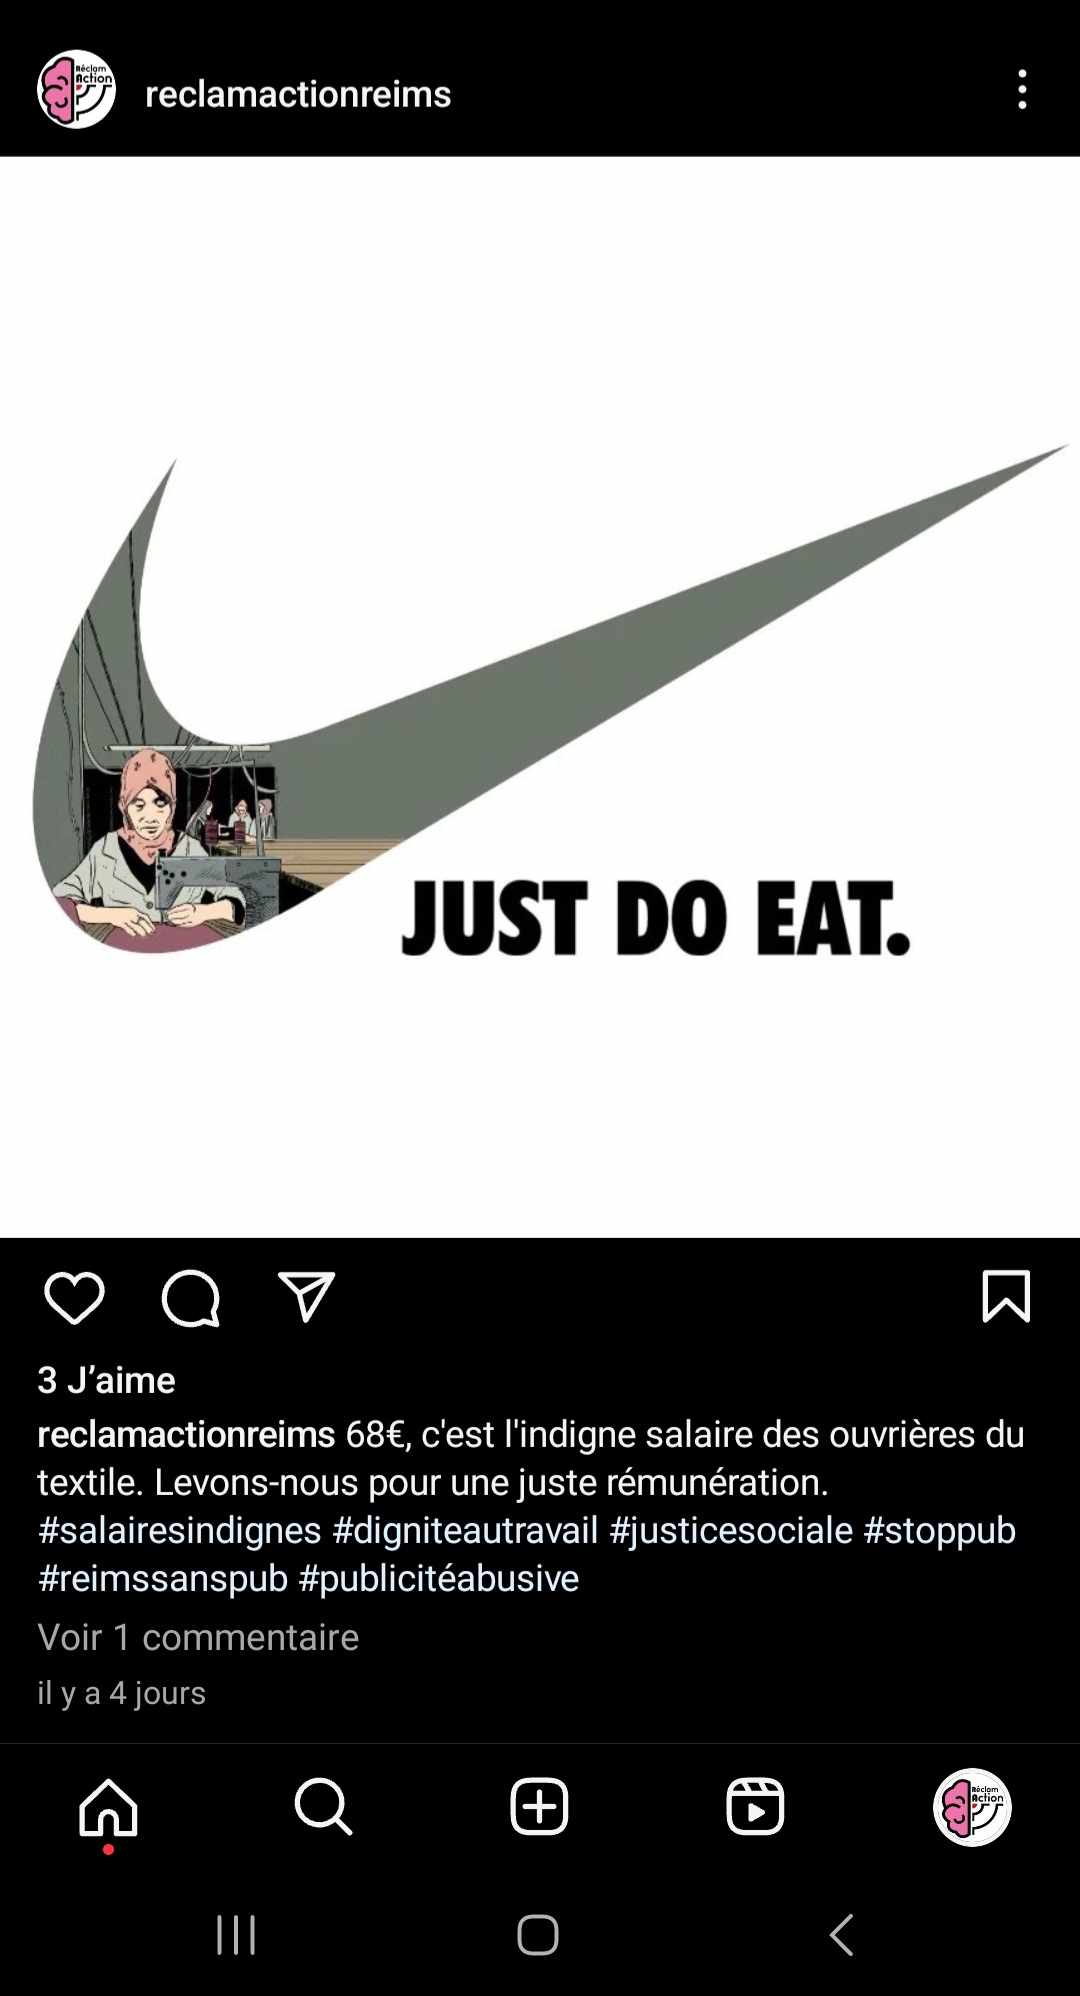 Réclam
Action
reclamactionreims
JUST DO EAT.
3 J’aime
reclamactionreims 68€, c'est l'indigne salaire des ouvrières du
textile. Levons-nous pour une juste rémunération.
#salairesindignes #digniteautravail #justicesociale #stoppub
#reimssanspub #publicitéabusive
Voir 1 commentaire
il y a 4 jours
Réclam
Action